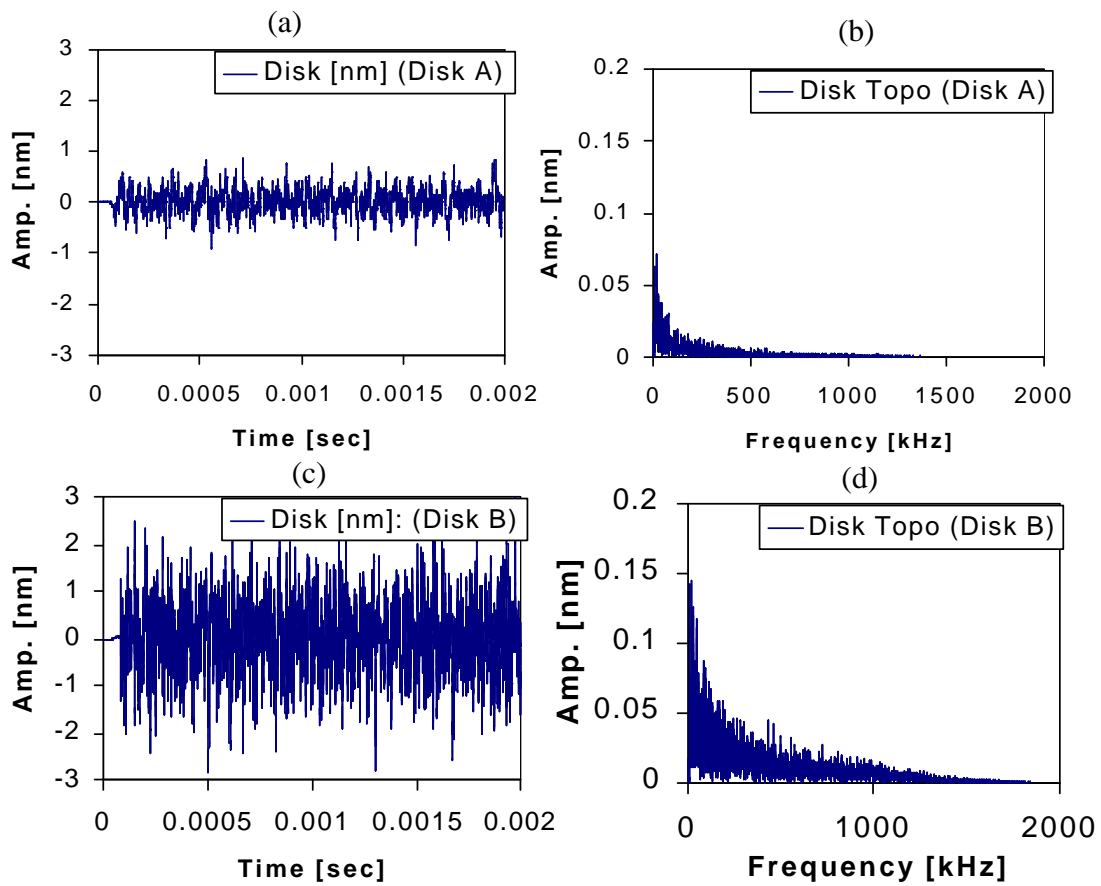 (a)
3
2
1
0
-1
-2
-3
Amp. [nm]
Disk [nm] (Disk A)
0 0.0005 0.001 0.0015 0.002
Time [sec]
(b)
0.2
0.15
0.1
0.05
0
Amp. [nm]
Disk Topo (Disk A)
0 500 1000 1500 2000
Frequency [kHz]
(c)
3
2
1
0
-1
-2
-3
Amp. [nm]
Disk [nm]: (Disk B)
0 0.0005 0.001 0.0015 0.002
Time [sec]
(d)
0.2
0.15
0.1
0.05
0
Amp. [nm]
Disk Topo (Disk B)
0 1000 2000
Frequency [kHz]